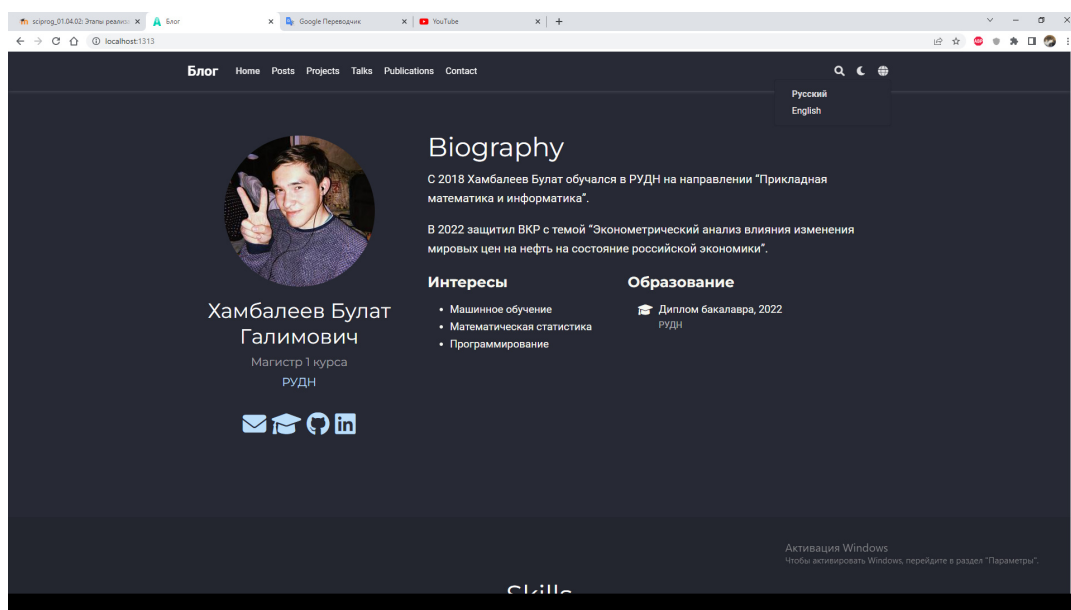 sciprog_01.04.02: Этапы реализ
Блог
Google Переводчик
YouTube
localhost:1313
Блог Home Posts Projects Talks Publications Contact
Русский
English
Biography
С 2018 Хамбалеев Булат обучался в РУДН на направлении “Прикладная
математика и информатика”.
В 2022 защитил ВКР с темой “Эконометрический анализ влияния изменения
мировых цен на нефть на состояние российской экономики”.
Интересы
• Машинное обучение
• Математическая статистика
• Программирование
Образование
Диплом бакалавра, 2022
РУДН
Хамбалеев Булат
Галимович
Магистр 1 курса
РУДН
in
Активация Windows
Чтобы активировать Windows, перейдите в раздел "Параметры".
Skills